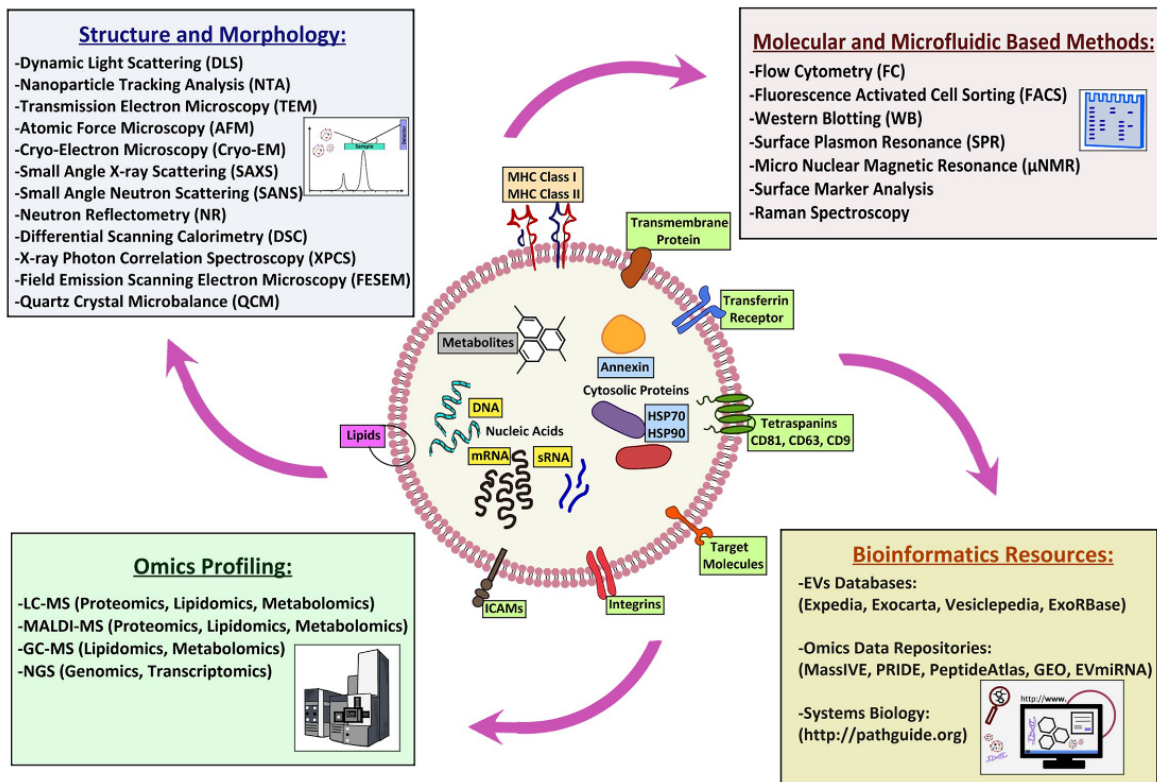 Structure and Morphology:
-Dynamic Light Scattering (DLS)
-Nanoparticle Tracking Analysis (NTA)
-Transmission Electron Microscopy (TEM)
-Atomic Force Microscopy (AFM)
-Cryo-Electron Microscopy (Cryo-EM)
-Small Angle X-ray Scattering (SAXS)
-Small Angle Neutron Scattering (SANS)
-Neutron Reflectometry (NR)
-Differential Scanning Calorimetry (DSC)
-X-ray Photon Correlation Spectroscopy (XPCS)
-Field Emission Scanning Electron Microscopy (FESEM)
-Quartz Crystal Microbalance (QCM)
Sample
Detector
Molecular and Microfluidic Based Methods:
-Flow Cytometry (FC)
-Fluorescence Activated Cell Sorting (FACS)
-Western Blotting (WB)
-Surface Plasmon Resonance (SPR)
-Micro Nuclear Magnetic Resonance (μNMR)
-Surface Marker Analysis
-Raman Spectroscopy
MHC Class I
MHC Class II
Transmembrane
Protein
Transferrin
Receptor
Metabolites
Annexin
Cytosolic Proteins
HSP70
HSP90
DNA
Nucleic Acids
mRNA
sRNA
Lipids
Tetraspanins
CD81, CD63, CD9
Target
Molecules
Integrins
ICAMs
Omics Profiling:
-LC-MS (Proteomics, Lipidomics, Metabolomics)
-MALDI-MS (Proteomics, Lipidomics, Metabolomics)
-GC-MS (Lipidomics, Metabolomics)
-NGS (Genomics, Transcriptomics)
Bioinformatics Resources:
-EVs Databases:
(Expedia, Exocarta, Vesiclepedia, ExoRBase)
-Omics Data Repositories:
(MassIVE, PRIDE, PeptideAtlas, GEO, EVmiRNA)
-Systems Biology:
(http://pathguide.org)
http://www.